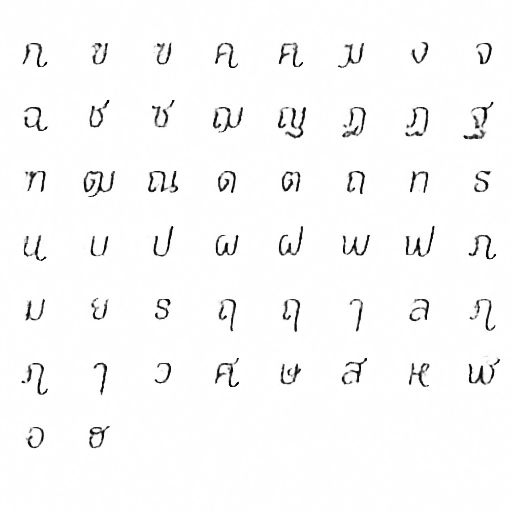 ก ข ฃ ค ฅ ฆ ง จ
ฉ ช ซ ฌ ญ ฎ ฏ ฐ
ฑ ฒ ณ ด ต ถ ท ธ
น บ ป ผ ฝ พ ฟ ภ
ม ย ร ฤ ฤ ๅ ล ฦ
ฦ ๅ ว ศ ษ ส ห ฬ
อ ฮ